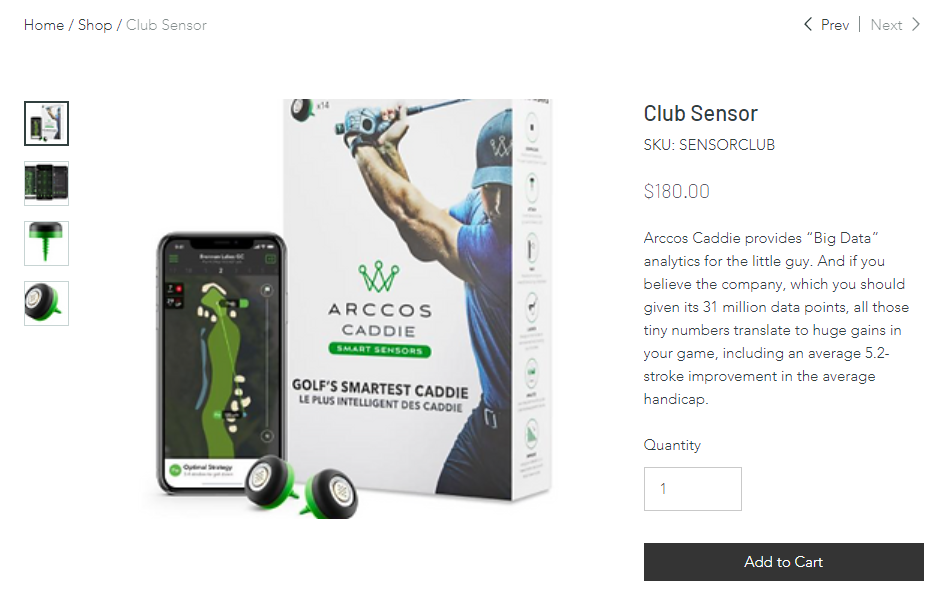 Home / Shop / Club Sensor
Prev | Next
x14
ARCCOS
CADDIE
SMART SENSORS
GOLF'S SMARTEST CADDIE
LE PLUS INTELLIGENT DES CADDIE
2
Optimal Strategy
Club Sensor
SKU: SENSORCLUB
$180.00
Arccos Caddie provides “Big Data”
analytics for the little guy. And if you
believe the company, which you should
given its 31 million data points, all those
tiny numbers translate to huge gains in
your game, including an average 5.2-
stroke improvement in the average
handicap.
Quantity
1
Add to Cart